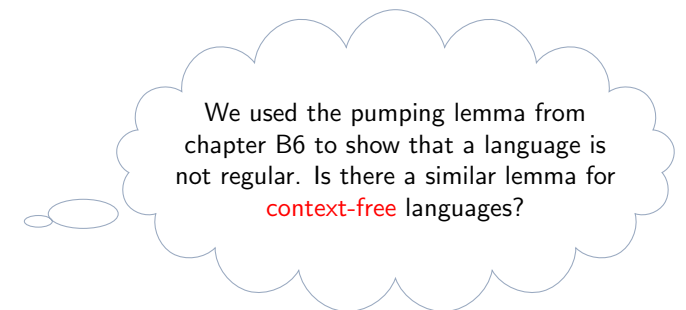 We used the pumping lemma from
chapter B6 to show that a language is
not regular. Is there a similar lemma for
context-free languages?